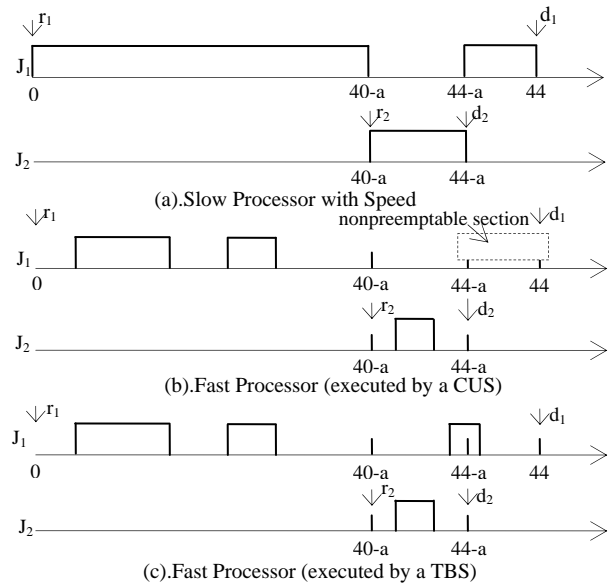 r1 d1
J1
0 40-a 44-a 44
r2 d2
J2
40-a 44-a
(a).Slow Processor with Speed
r1 nonpreemptable section d1
J1
0 40-a 44-a 44
r2 d2
J2
40-a 44-a
(b).Fast Processor (executed by a CUS)
r1 d1
J1
0 40-a 44-a 44
r2 d2
J2
40-a 44-a
(c).Fast Processor (executed by a TBS)